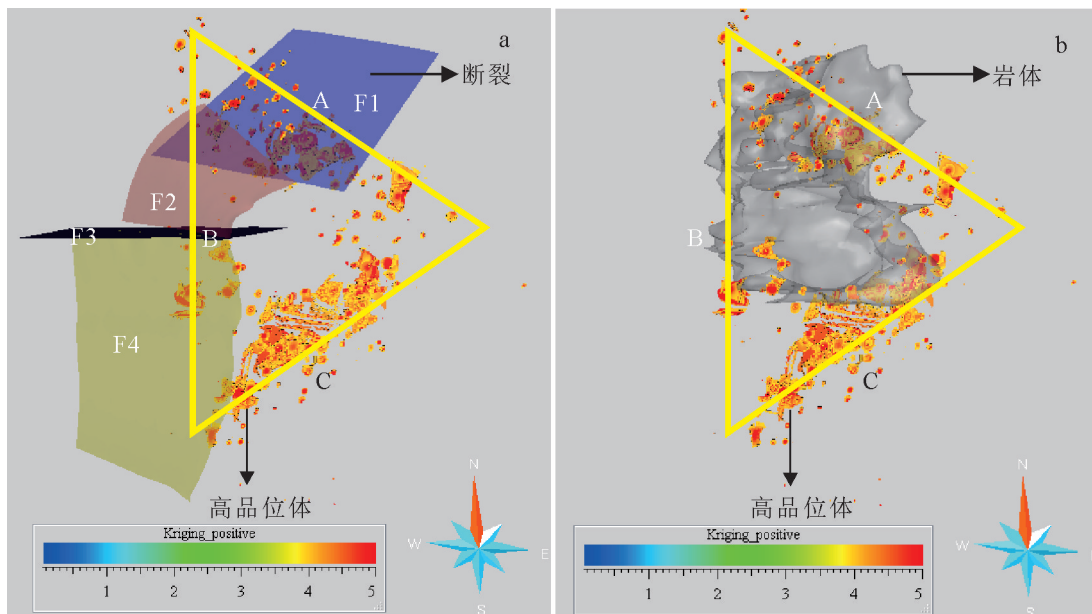 a
断裂
A
F1
F2
F3
B
F4
C
高品位体
N
W
E
S
Kriging_positive
1
2
3
4
5
b
岩体
A
B
C
高品位体
N
W
E
S
Kriging_positive
1
2
3
4
5